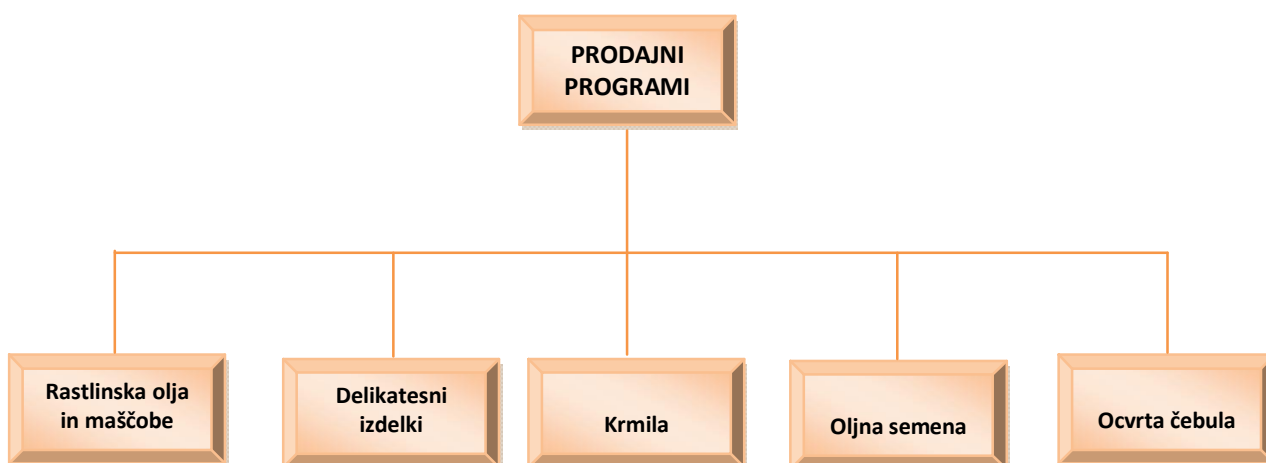 PRODAJNI
PROGRAMI
Rastlinska olja
in maščobe
Delikatesni
izdelki
Krmila
Oljna semena
Ocvrta čebula